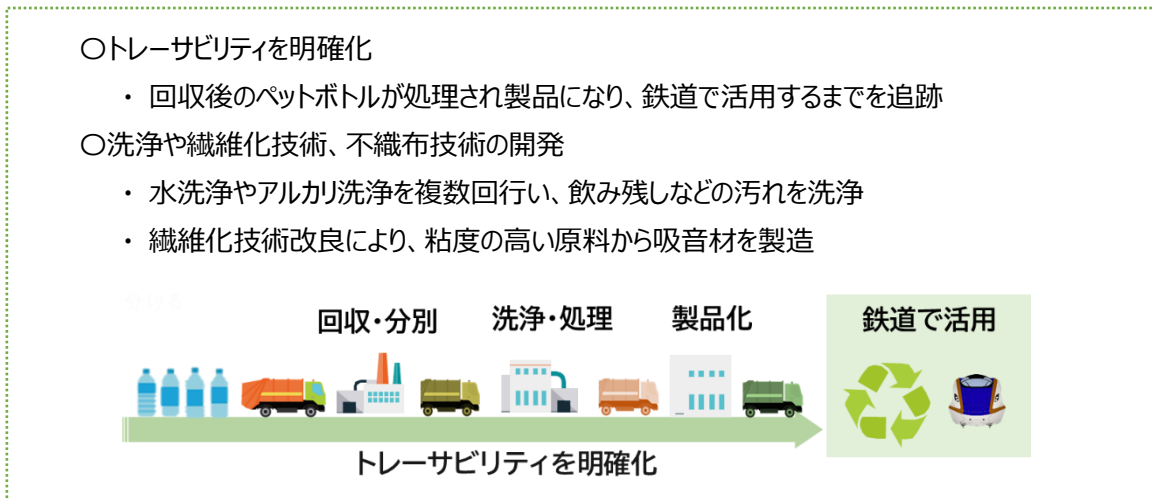 〇トレーサビリティを明確化
・ 回収後のペットボトルが処理され製品になり、鉄道で活用するまでを追跡
〇洗浄や繊維化技術、不織布技術の開発
・ 水洗浄やアルカリ洗浄を複数回行い、飲み残しなどの汚れを洗浄
・ 繊維化技術改良により、粘度の高い原料から吸音材を製造
回収・分別
洗浄・処理
製品化
鉄道で活用
トレーサビリティを明確化